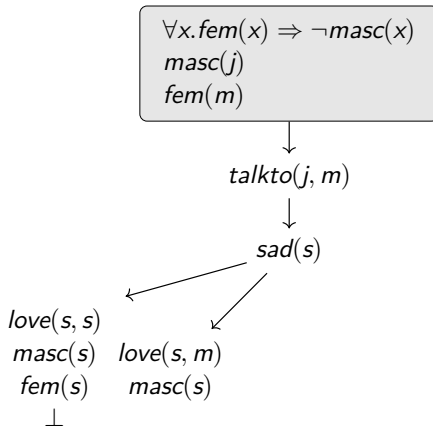 ∀x.fem(x) ⇒ ¬masc(x)
masc(j)
fem(m)
talkto(j, m)
sad(s)
love(s, s)
masc(s)
fem(s)
⊥
love(s, m)
masc(s)